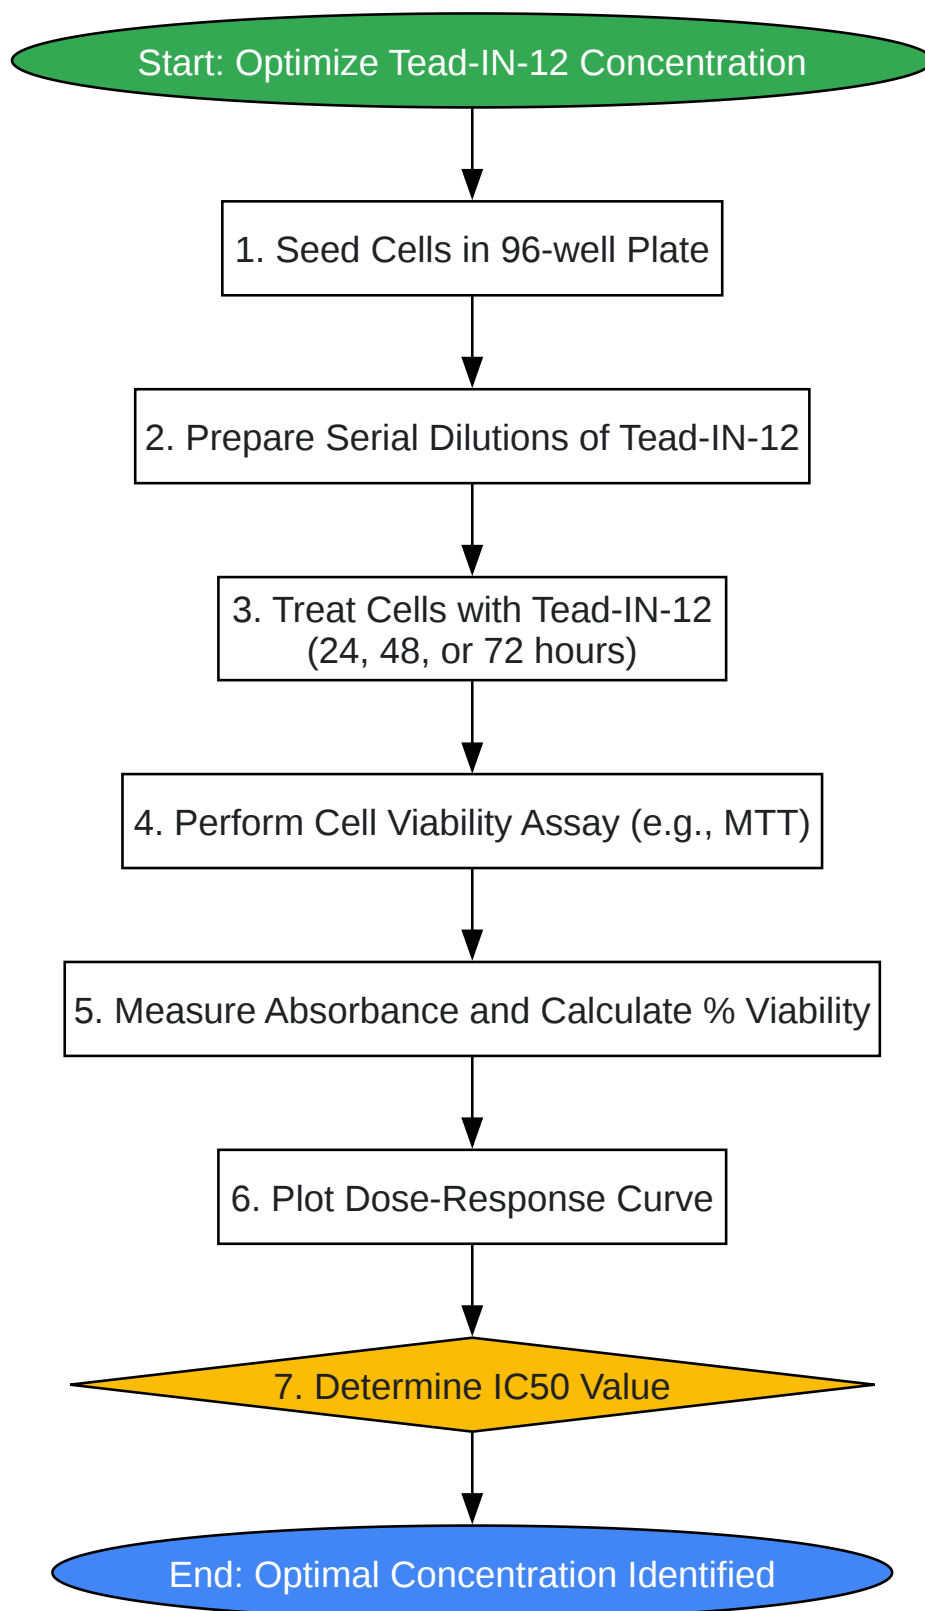 Start: Optimize Tead-IN-12 Concentration
1. Seed Cells in 96-well Plate
2. Prepare Serial Dilutions of Tead-IN-12
3. Treat Cells with Tead-IN-12
(24, 48, or 72 hours)
4. Perform Cell Viability Assay (e.g., MTT)
5. Measure Absorbance and Calculate % Viability
6. Plot Dose-Response Curve
7. Determine IC50 Value
End: Optimal Concentration Identified